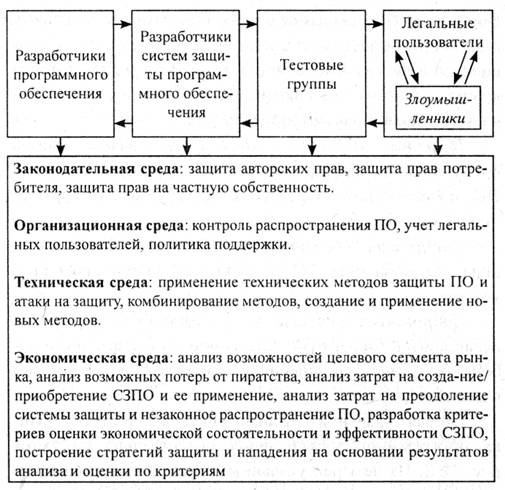 Разработчики
программного
обеспечения
Разработчики
систем защи-
ты програм-
много обеспе-
чения
Тестовые
группы
Легальные
пользователи
Злоумыш-
ленники
Законодательная среда: защита авторских прав, защита прав потре-
бителя, защита прав на частную собственность.
Организационная среда: контроль распространения ПО, учет легаль-
ных пользователей, политика поддержки.
Техническая среда: применение технических методов защиты ПО и
атаки на защиту, комбинирование методов, создание и применение но-
вых методов.
Экономическая среда: анализ возможностей целевого сегмента рын-
ка, анализ возможных потерь от пиратства, анализ затрат на созда-ние/
приобретение СЗПО и ее применение, анализ затрат на преодоление
системы защиты и незаконное распространение ПО, разработка крите-
риев оценки экономической состоятельности и эффективности СЗПО,
построение стратегий защиты и нападения на основании результатов
анализа и оценки по критериям